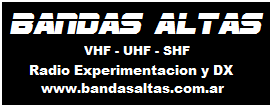 BANDAS ALTAS
VHF - UHF - SHF
Radio Experimentacion y DX
www.bandasaltas.com.ar